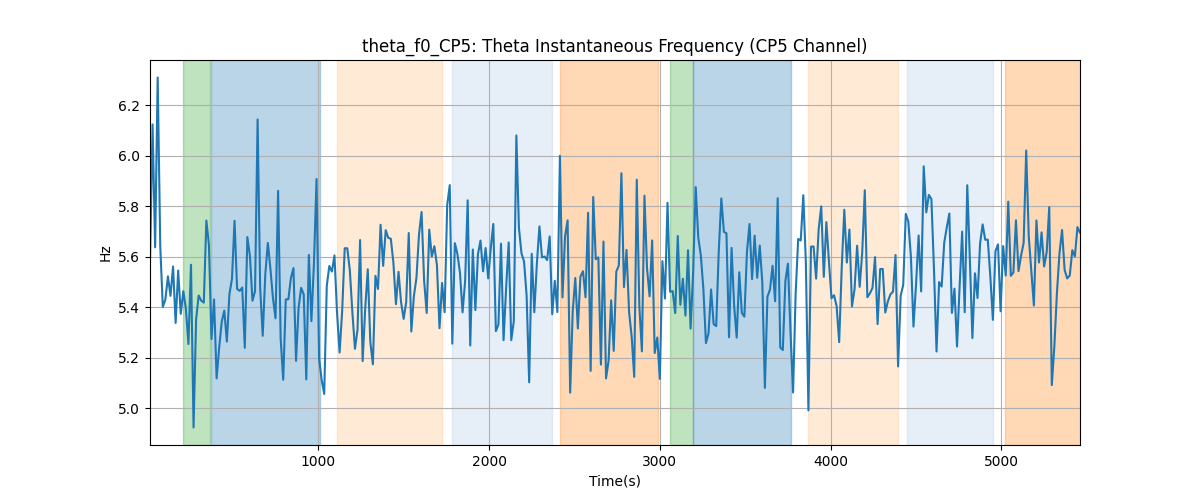 theta_f0_CP5: Theta Instantaneous Frequency (CP5 Channel)
Hz
6.2
6.0
5.8
5.6
5.4
5.2
5.0
1000 2000 3000 4000 5000
Time(s)